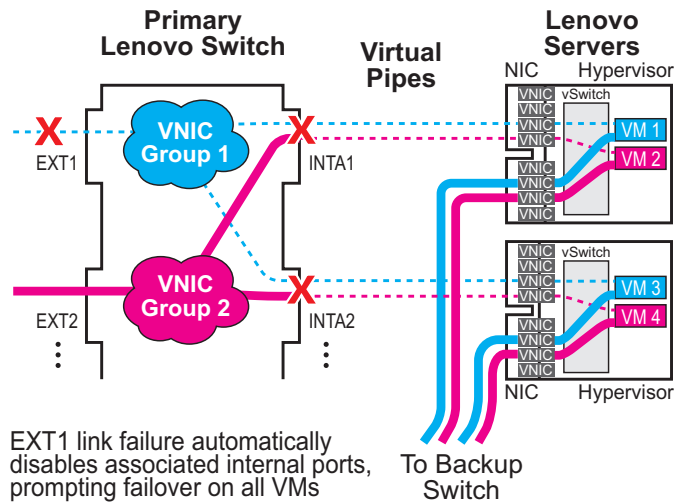 Primary
Lenovo Switch
Virtual
Pipes
Lenovo
Servers
NIC
Hypervisor
VNIC
VNIC
VNIC
VNIC
vSwitch
VM 1
VM 2
VNIC
VNIC
VNIC
VNIC
X
EXT1
VNIC
Group 1
X
INTA1
VNIC
Group 2
EXT2
X
INTA2
VNIC
VNIC
VNIC
VNIC
vSwitch
VM 3
VM 4
VNIC
VNIC
VNIC
VNIC
NIC
Hypervisor
EXT1 link failure automatically
disables associated internal ports,
prompting failover on all VMs
To Backup
Switch